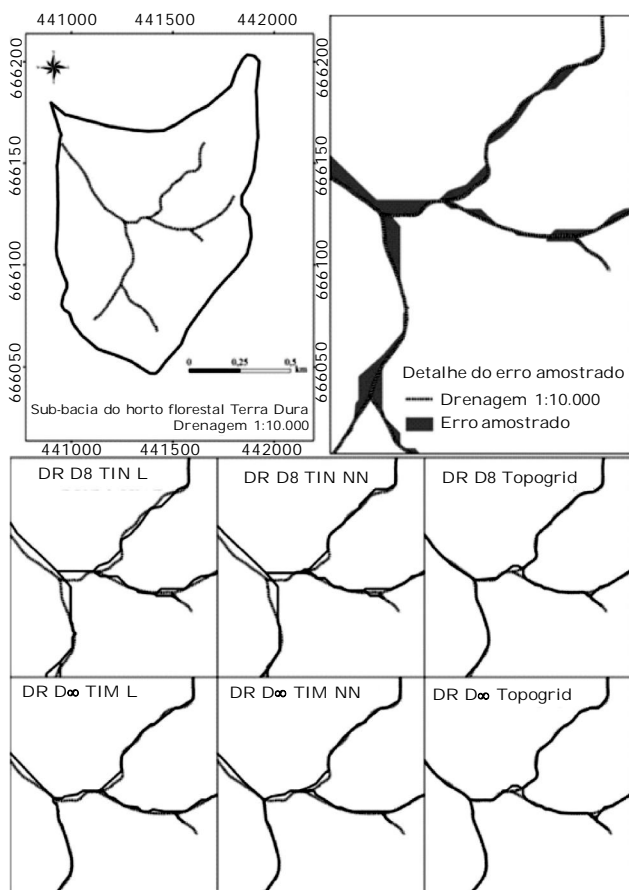 441000 441500 442000
666200
666150
666100
666050
0 0,25 0,5
km
Sub-bacia do horto florestal Terra Dura
Drenagem 1:10.000
441000 441500 442000
666200
666150
666100
666050
Detalhe do erro amostrado
Drenagem 1:10.000
Erro amostrado
DR D8 TIN L
DR D8 TIN NN
DR D8 Topogrid
DR D∞ TIM L
DR D∞ TIM NN
DR D∞ Topogrid